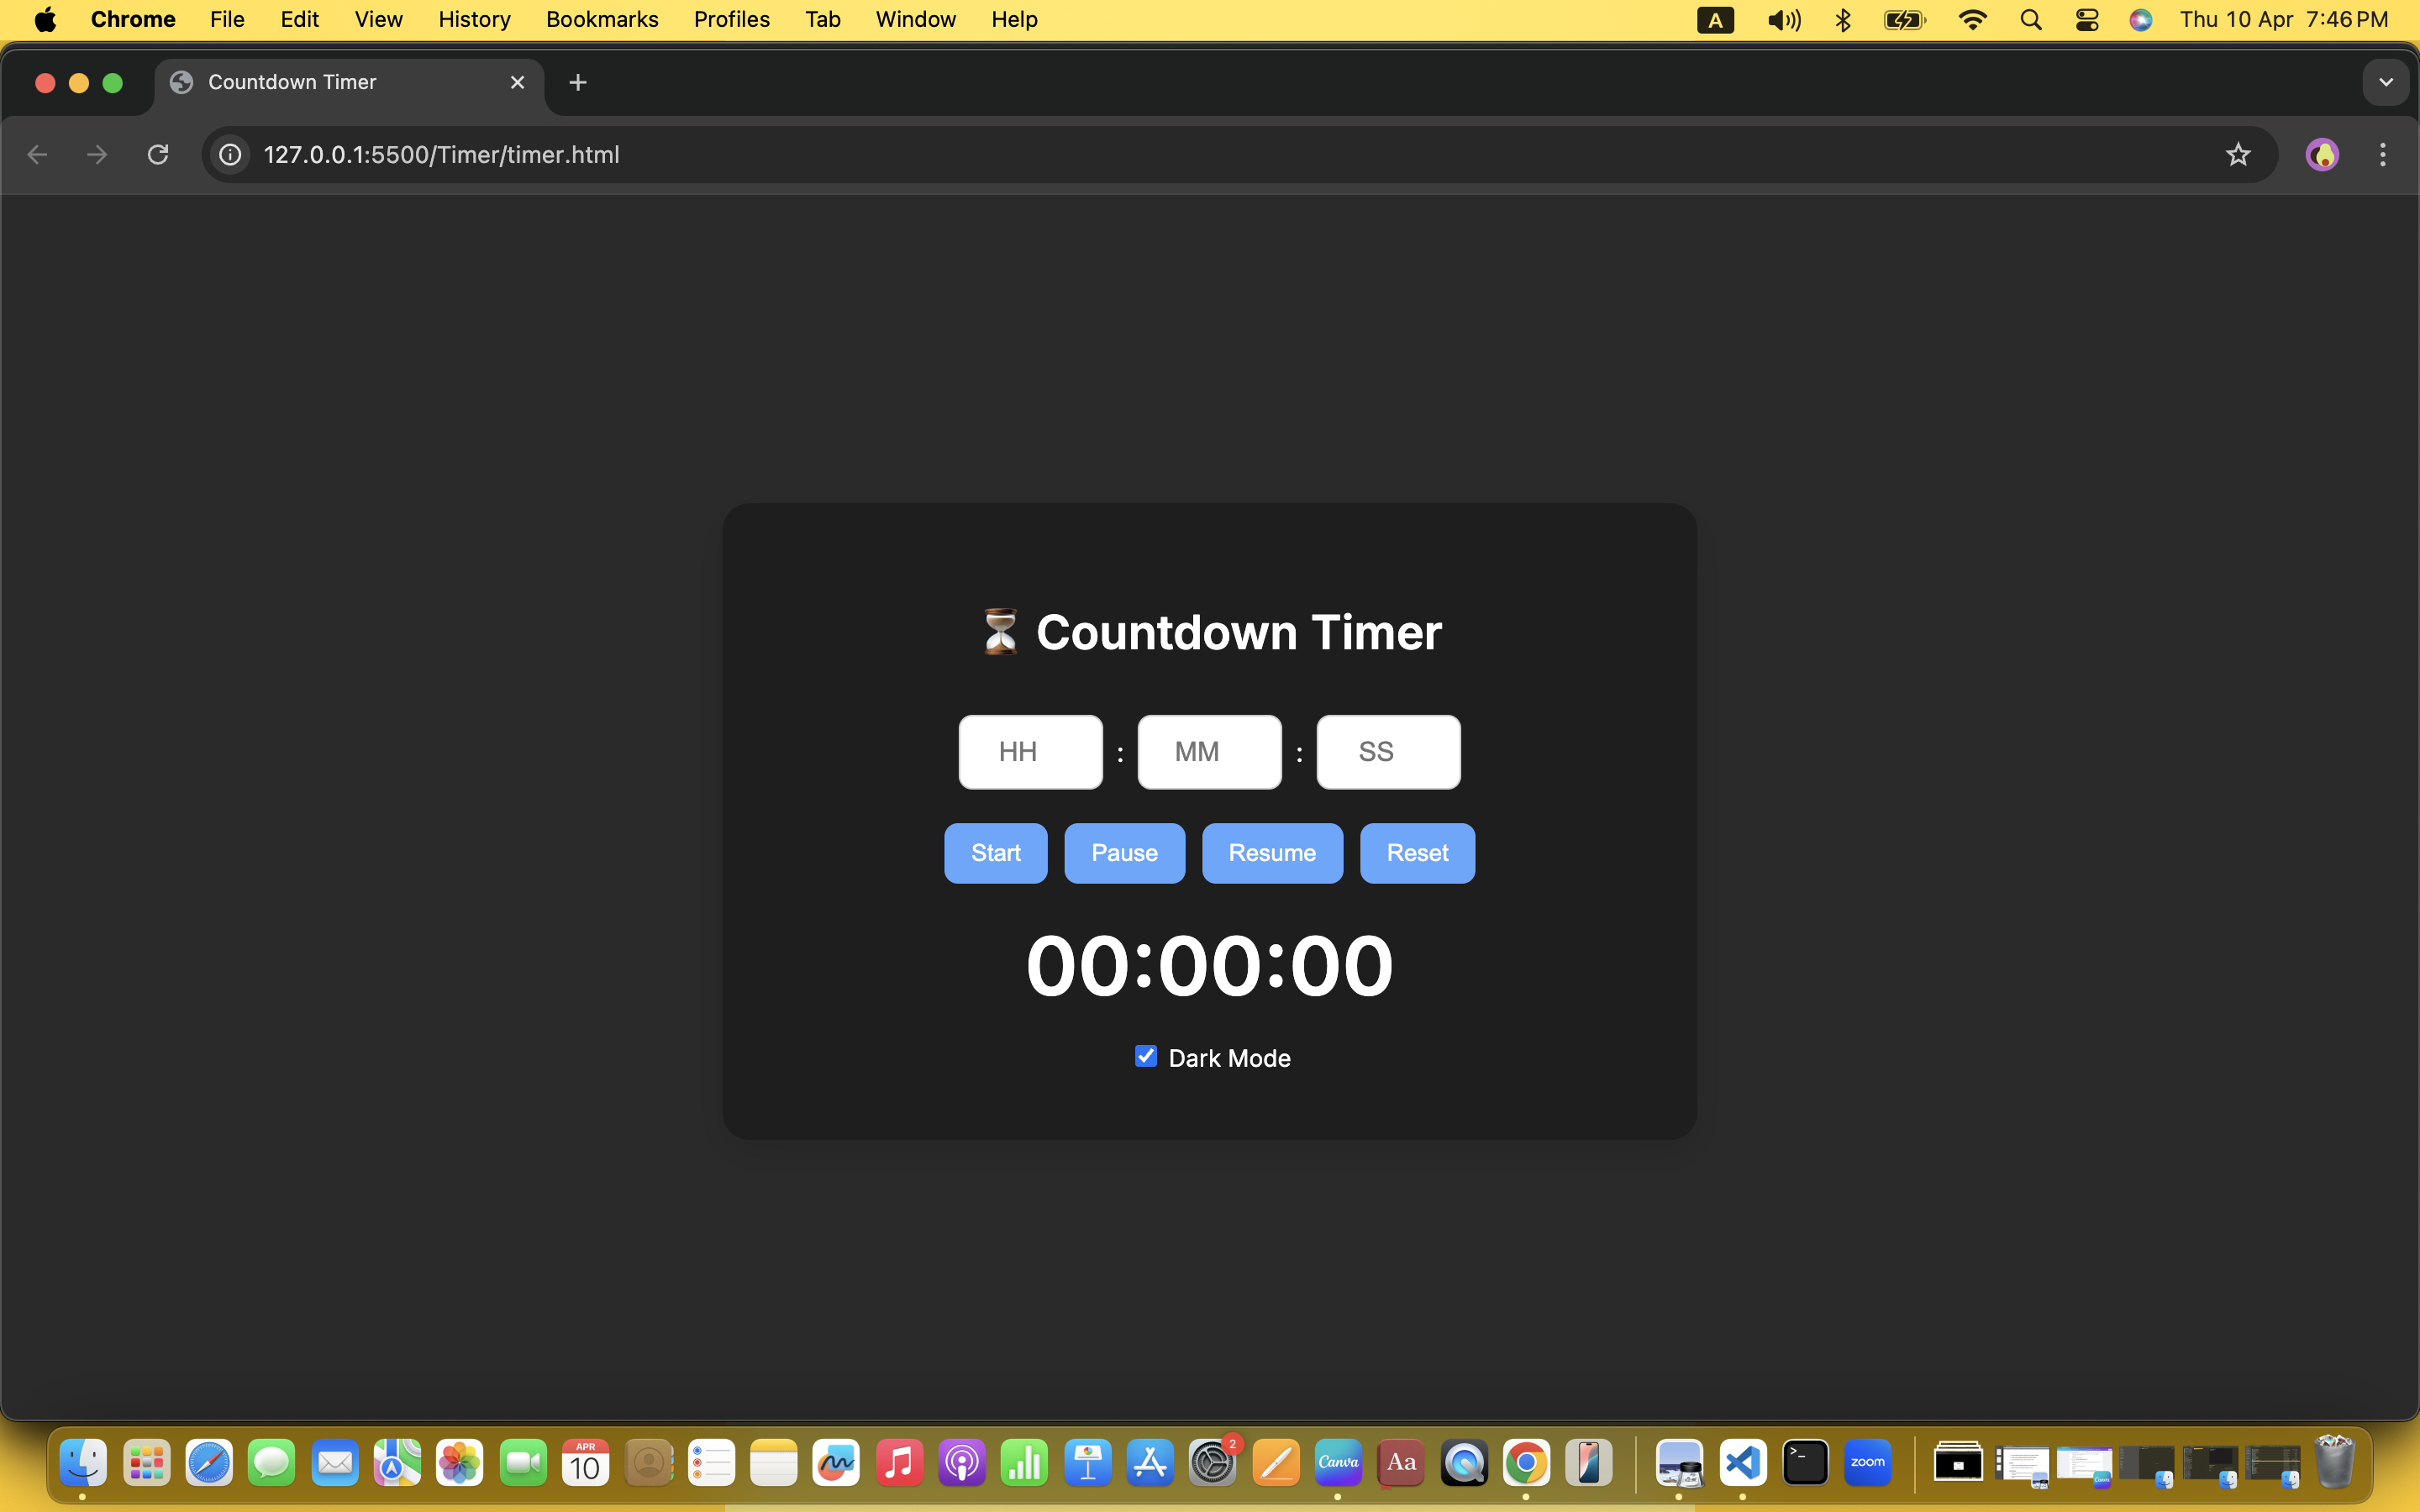 Chrome File Edit View History Bookmarks Profiles Tab Window Help A Thu 10 Apr 7:46 PM
Countdown Timer
127.0.0.1:5500/Timer/timer.html
⏳ Countdown Timer
HH : MM : SS
Start Pause Resume Reset
00:00:00
Dark Mode
APR
10
2
Canva
Aa
>_
zoom